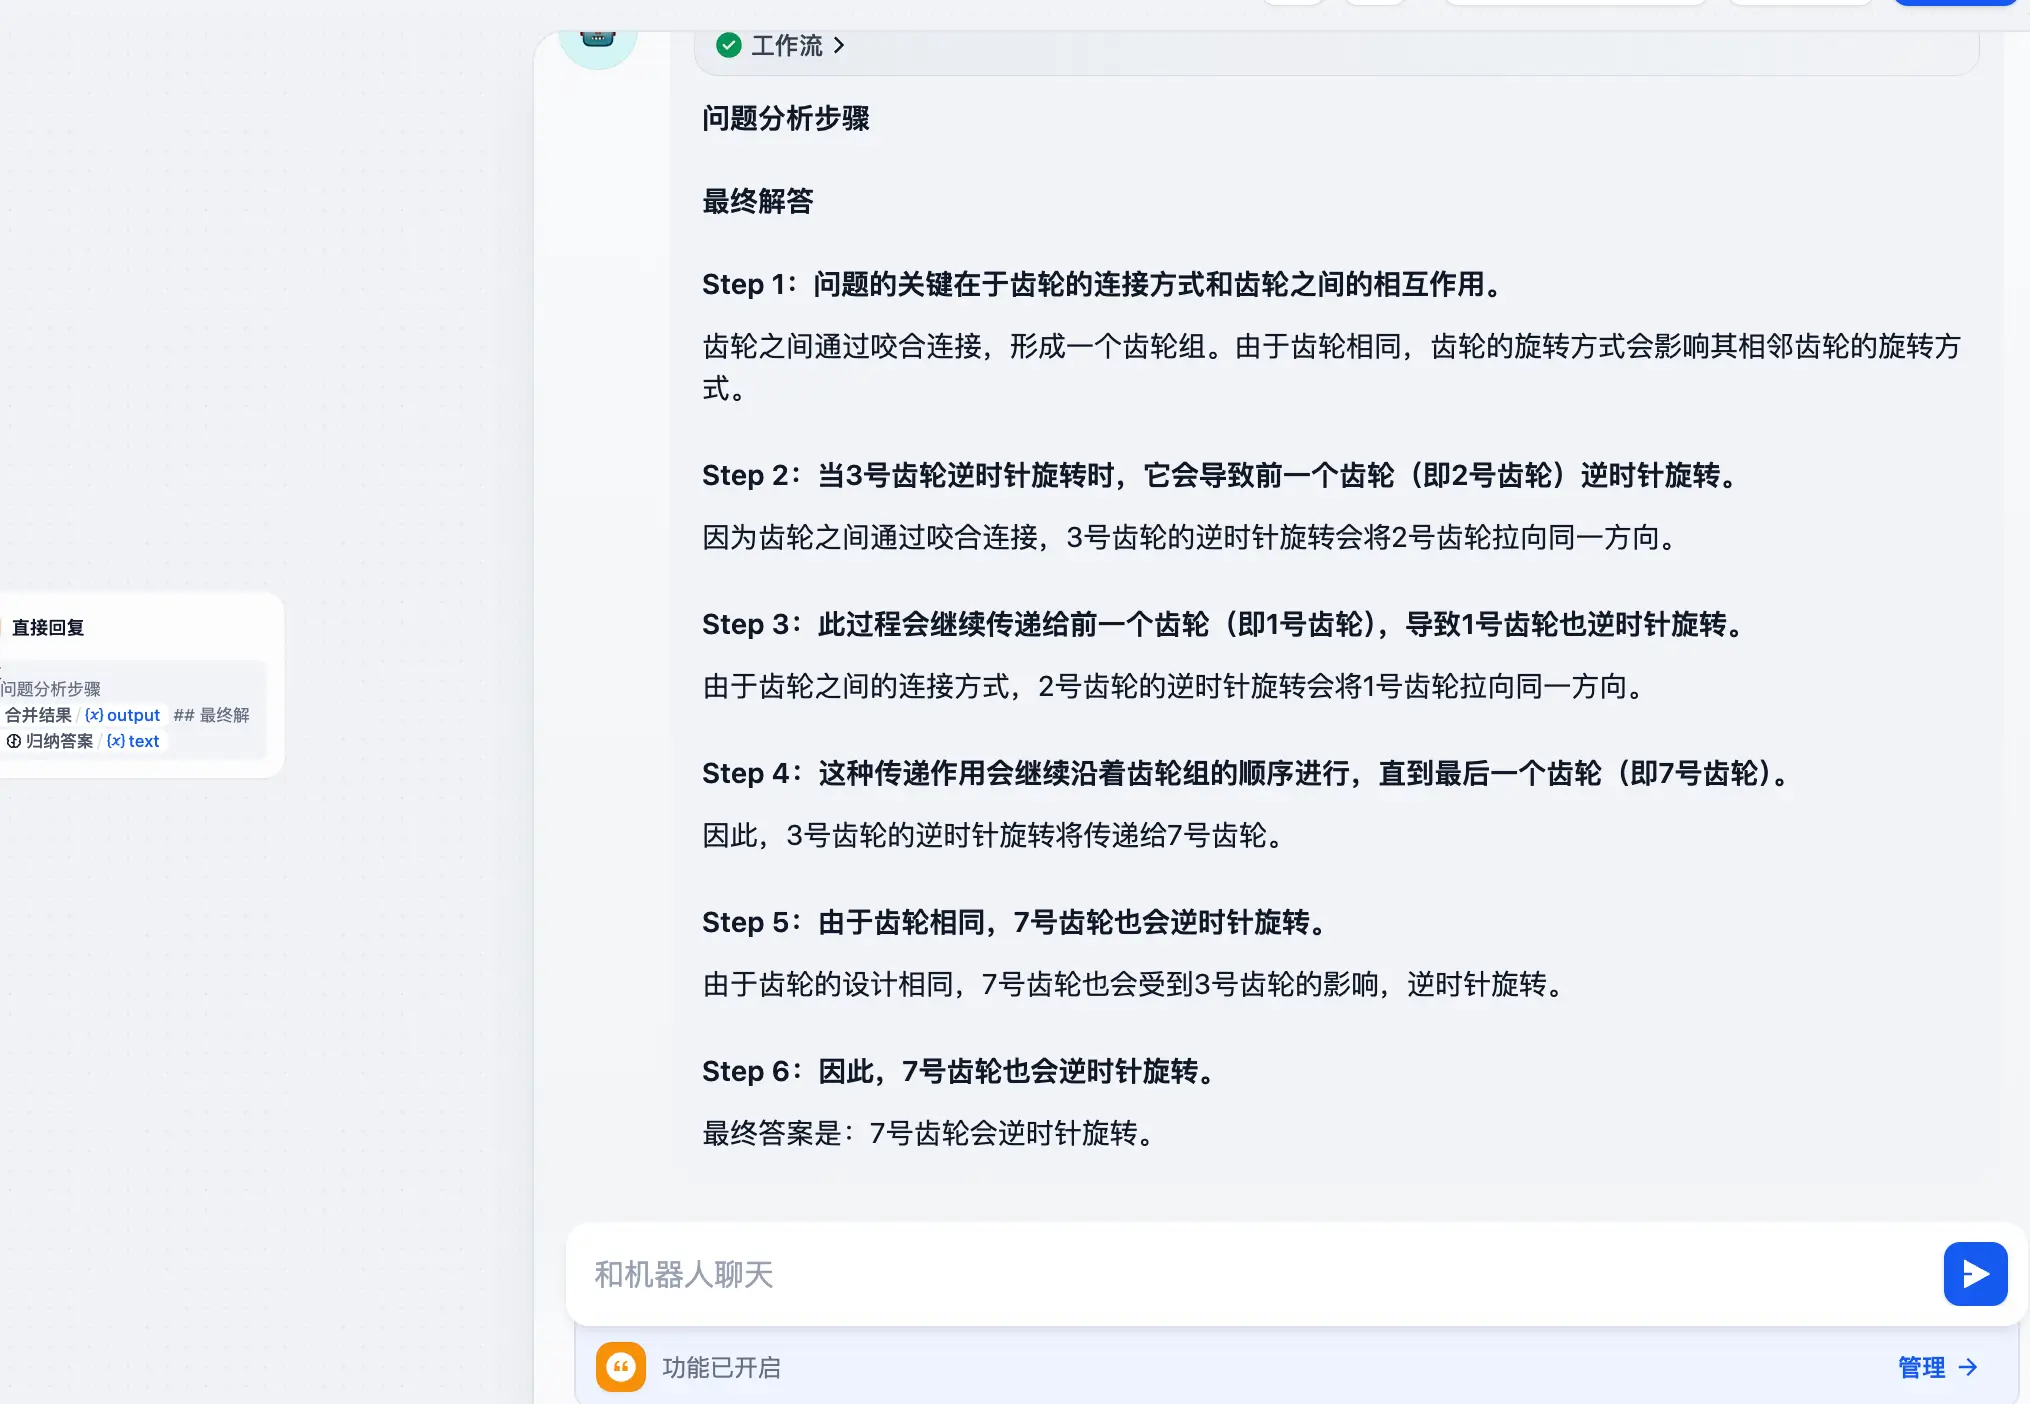 工作流
问题分析步骤
最终解答
Step 1：问题的关键在于齿轮的连接方式和齿轮之间的相互作用。
齿轮之间通过咬合连接，形成一个齿轮组。由于齿轮相同，齿轮的旋转方式会影响其相邻齿轮的旋转方
式。
Step 2：当3号齿轮逆时针旋转时，它会导致前一个齿轮（即2号齿轮）逆时针旋转。
因为齿轮之间通过咬合连接，3号齿轮的逆时针旋转会将2号齿轮拉向同一方向。
Step 3：此过程会继续传递给前一个齿轮（即1号齿轮），导致1号齿轮也逆时针旋转。
由于齿轮之间的连接方式，2号齿轮的逆时针旋转会将1号齿轮拉向同一方向。
Step 4：这种传递作用会继续沿着齿轮组的顺序进行，直到最后一个齿轮（即7号齿轮）。
因此，3号齿轮的逆时针旋转将传递给7号齿轮。
Step 5：由于齿轮相同，7号齿轮也会逆时针旋转。
由于齿轮的设计相同，7号齿轮也会受到3号齿轮的影响，逆时针旋转。
Step 6：因此，7号齿轮也会逆时针旋转。
最终答案是：7号齿轮会逆时针旋转。
直接回复
问题分析步骤
合并结果 / {x} output ## 最终解
归纳答案 / {x} text
和机器人聊天
功能已开启
管理 →